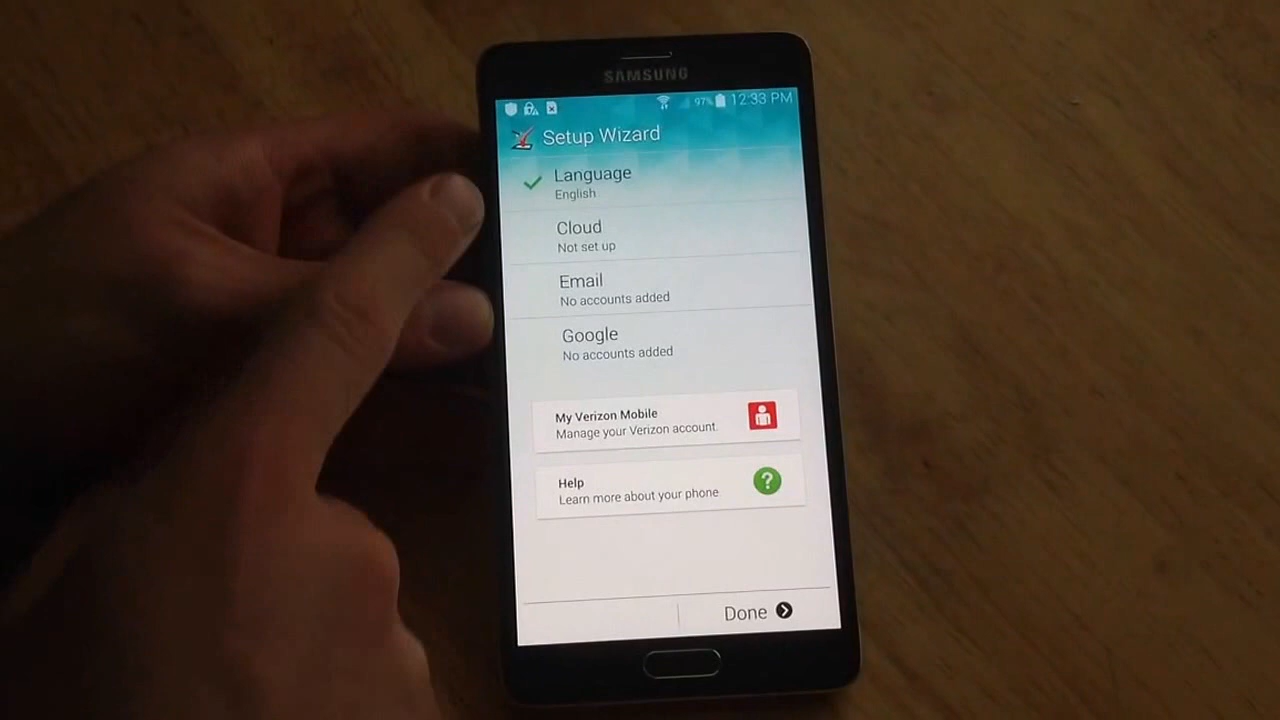 SAMSUNG
97% 12:33 PM
Setup Wizard
Language
English
Cloud
Not set up
Email
No accounts added
Google
No accounts added
My Verizon Mobile
Manage your Verizon account.
Help
Learn more about your phone
?
Done